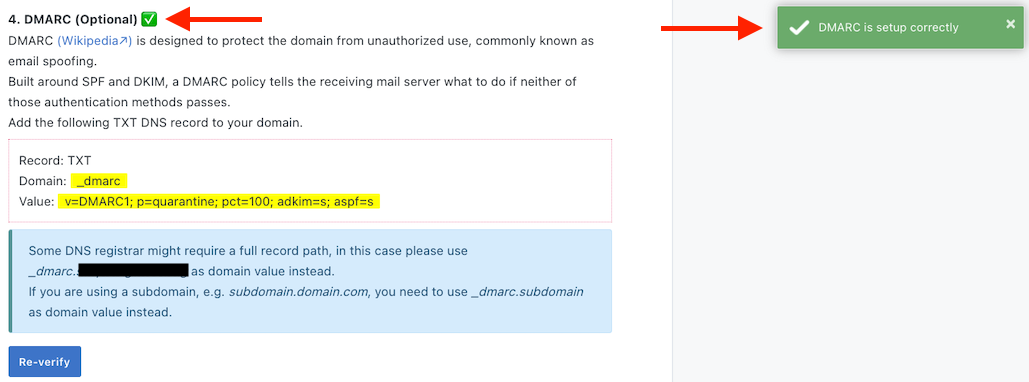 4. DMARC (Optional) ✅
DMARC is setup correctly ×
DMARC (Wikipedia↗) is designed to protect the domain from unauthorized use, commonly known as
email spoofing.
Built around SPF and DKIM, a DMARC policy tells the receiving mail server what to do if neither of
those authentication methods passes.
Add the following TXT DNS record to your domain.
Record: TXT
Domain: _dmarc
Value: v=DMARC1; p=quarantine; pct=100; adkim=s; aspf=s
Some DNS registrar might require a full record path, in this case please use
_dmarc. as domain value instead.
If you are using a subdomain, e.g. subdomain.domain.com, you need to use _dmarc.subdomain
as domain value instead.
Re-verify